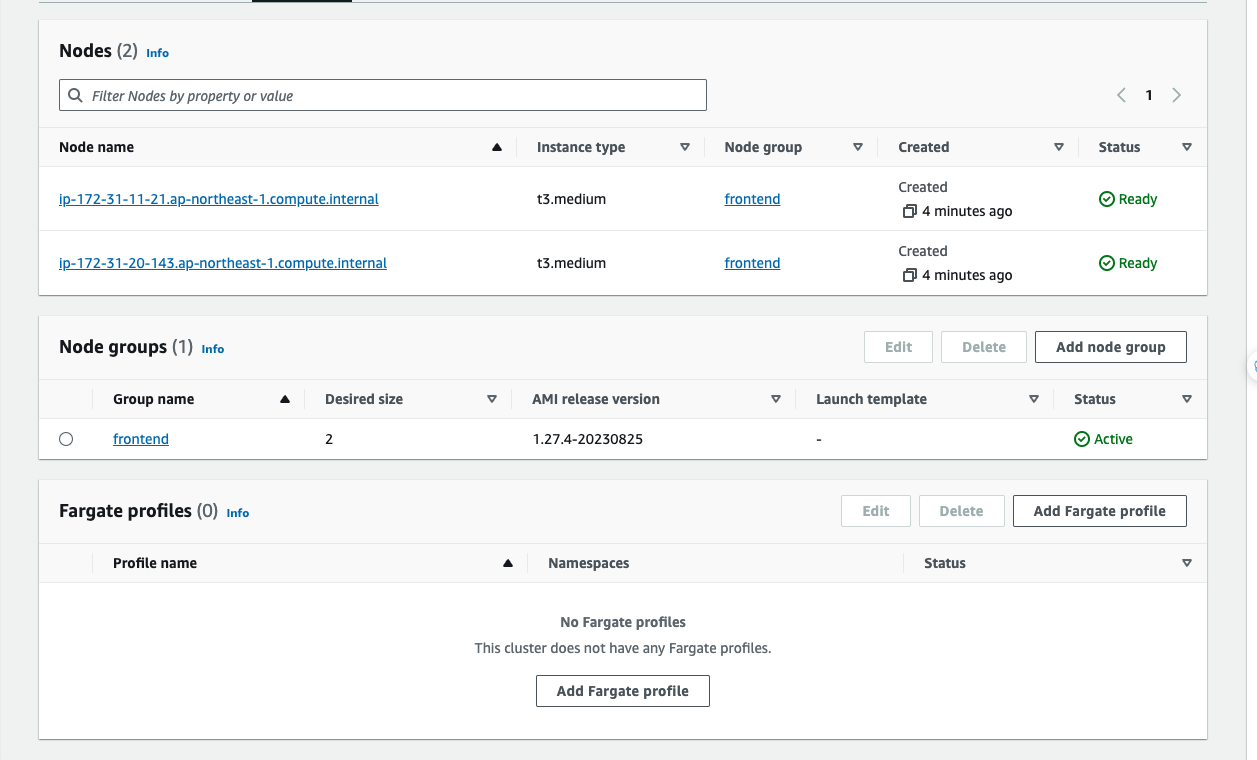 Nodes (2) Info
Filter Nodes by property or value
1
Node name Instance type Node group Created Status
ip-172-31-11-21.ap-northeast-1.compute.internal t3.medium frontend Created 4 minutes ago Ready
ip-172-31-20-143.ap-northeast-1.compute.internal t3.medium frontend Created 4 minutes ago Ready
Node groups (1) Info Edit Delete Add node group
Group name Desired size AMI release version Launch template Status
frontend 2 1.27.4-20230825 - Active
Fargate profiles (0) Info Edit Delete Add Fargate profile
Profile name Namespaces Status
No Fargate profiles
This cluster does not have any Fargate profiles.
Add Fargate profile